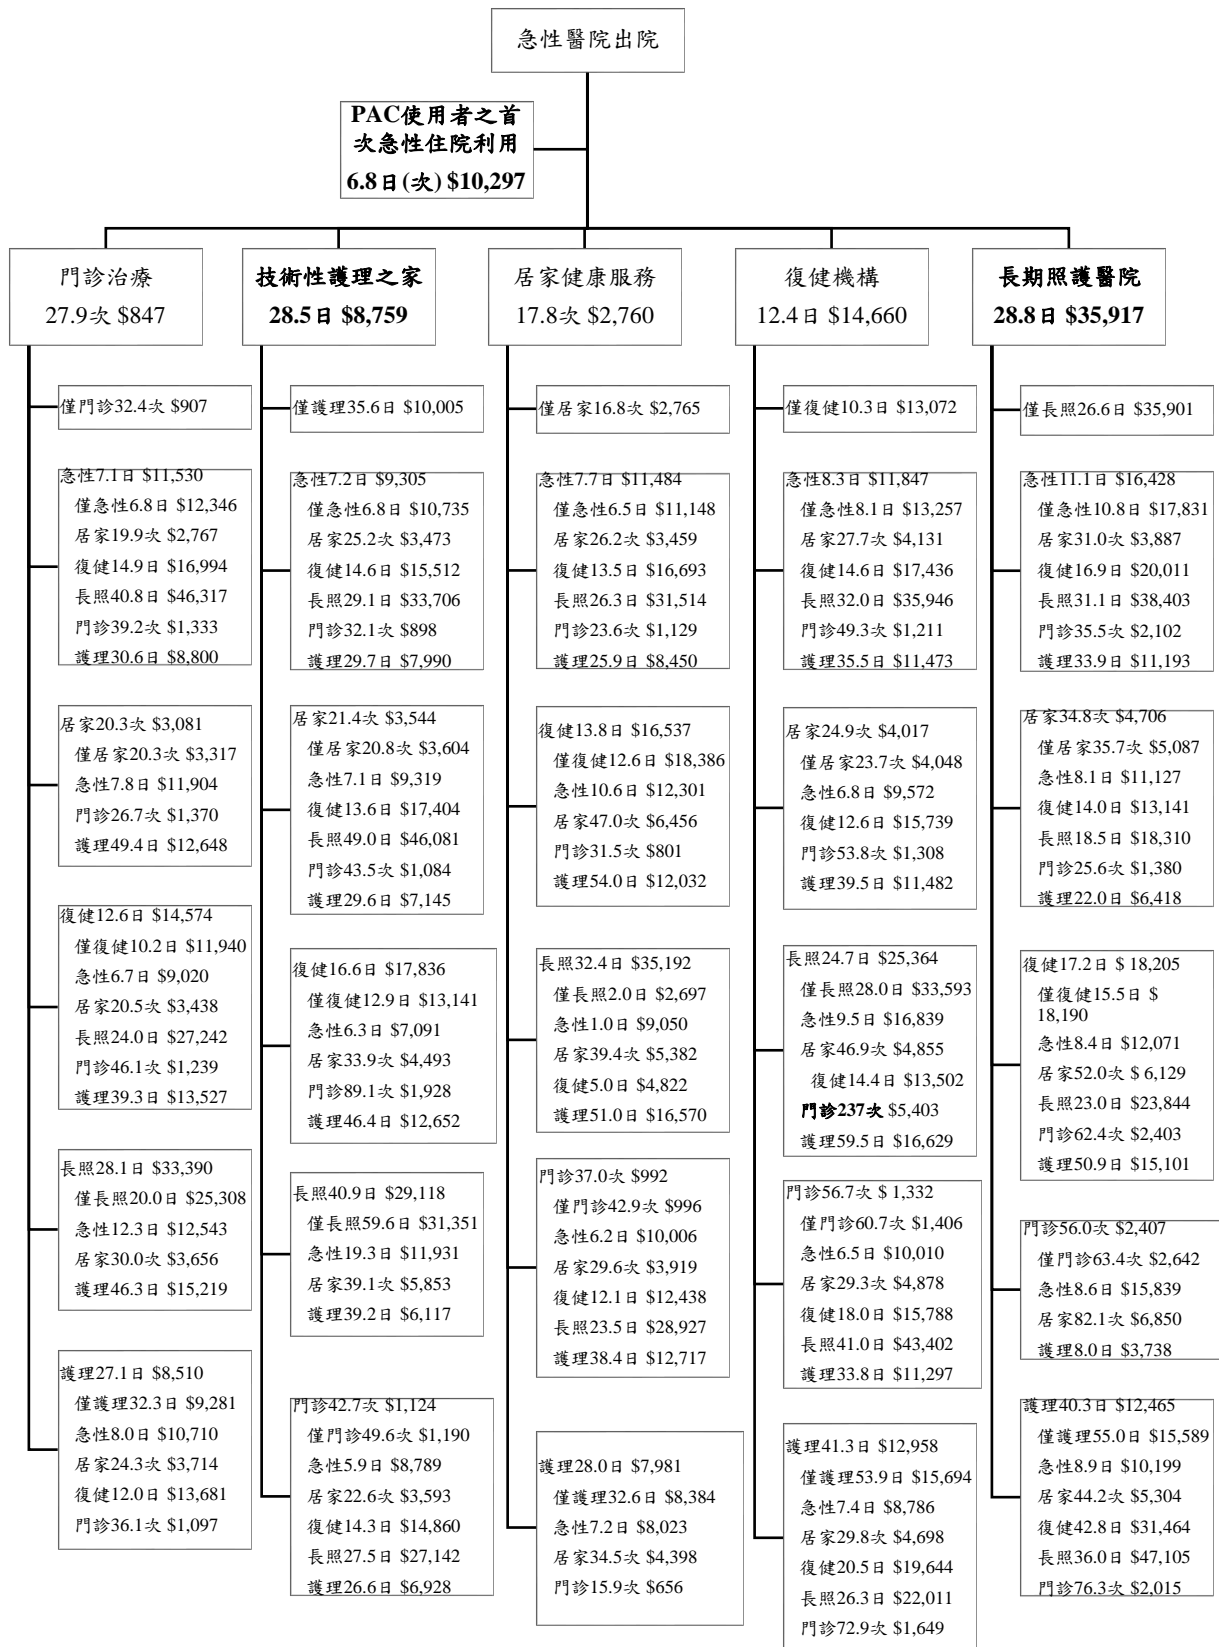 急性醫院出院
PAC使用者之首
次急性住院利用
6.8日(次) $10,297
門診治療
27.9次 $847
技術性護理之家
28.5日 $8,759
居家健康服務
17.8次 $2,760
復健機構
12.4日 $14,660
長期照護醫院
28.8日 $35,917
僅門診32.4次 $907
急性7.1日 $11,530
僅急性6.8日 $12,346
居家19.9次 $2,767
復健14.9日 $16,994
長照40.8日 $46,317
門診39.2次 $1,333
護理30.6日 $8,800
居家20.3次 $3,081
僅居家20.3次 $3,317
急性7.8日 $11,904
門診26.7次 $1,370
護理49.4日 $12,648
復健12.6日 $14,574
僅復健10.2日 $11,940
急性6.7日 $9,020
居家20.5次 $3,438
長照24.0日 $27,242
門診46.1次 $1,239
護理39.3日 $13,527
長照28.1日 $33,390
僅長照20.0日 $25,308
急性12.3日 $12,543
居家30.0次 $3,656
護理46.3日 $15,219
護理27.1日 $8,510
僅護理32.3日 $9,281
急性8.0日 $10,710
居家24.3次 $3,714
復健12.0日 $13,681
門診36.1次 $1,097
僅護理35.6日 $10,005
急性7.2日 $9,305
僅急性6.8日 $10,735
居家25.2次 $3,473
復健14.6日 $15,512
長照29.1日 $33,706
門診32.1次 $898
護理29.7日 $7,990
居家21.4次 $3,544
僅居家20.8次 $3,604
急性7.1日 $9,319
復健13.6日 $17,404
長照49.0日 $46,081
門診43.5次 $1,084
護理29.6日 $7,145
復健16.6日 $17,836
僅復健12.9日 $13,141
急性6.3日 $7,091
居家33.9次 $4,493
門診89.1次 $1,928
護理46.4日 $12,652
長照40.9日 $29,118
僅長照59.6日 $31,351
急性19.3日 $11,931
居家39.1次 $5,853
護理39.2日 $6,117
門診42.7次 $1,124
僅門診49.6次 $1,190
急性5.9日 $8,789
居家22.6次 $3,593
復健14.3日 $14,860
長照27.5日 $27,142
護理26.6日 $6,928
僅居家16.8次 $2,765
急性7.7日 $11,484
僅急性6.5日 $11,148
居家26.2次 $3,459
復健13.5日 $16,693
長照26.3日 $31,514
門診23.6次 $1,129
護理25.9日 $8,450
復健13.8日 $16,537
僅復健12.6日 $18,386
急性10.6日 $12,301
居家47.0次 $6,456
門診31.5次 $801
護理54.0日 $12,032
長照32.4日 $35,192
僅長照2.0日 $2,697
急性1.0日 $9,050
居家39.4次 $5,382
復健5.0日 $4,822
護理51.0日 $16,570
門診37.0次 $992
僅門診42.9次 $996
急性6.2日 $10,006
居家29.6次 $3,919
復健12.1日 $12,438
長照23.5日 $28,927
護理38.4日 $12,717
護理28.0日 $7,981
僅護理32.6日 $8,384
急性7.2日 $8,023
居家34.5次 $4,398
門診15.9次 $656
僅復健10.3日 $13,072
急性8.3日 $11,847
僅急性8.1日 $13,257
居家27.7次 $4,131
復健14.6日 $17,436
長照32.0日 $35,946
門診49.3次 $1,211
護理35.5日 $11,473
居家24.9次 $4,017
僅居家23.7次 $4,048
急性6.8日 $9,572
復健12.6日 $15,739
門診53.8次 $1,308
護理39.5日 $11,482
長照24.7日 $25,364
僅長照28.0日 $33,593
急性9.5日 $16,839
居家46.9次 $4,855
復健14.4日 $13,502
門診237次 $5,403
護理59.5日 $16,629
門診56.7次 $ 1,332
僅門診60.7次 $1,406
急性6.5日 $10,010
居家29.3次 $4,878
復健18.0日 $15,788
長照41.0日 $43,402
護理33.8日 $11,297
護理41.3日 $12,958
僅護理53.9日 $15,694
急性7.4日 $8,786
居家29.8次 $4,698
復健20.5日 $19,644
長照26.3日 $22,011
門診72.9次 $1,649
僅長照26.6日 $35,901
急性11.1日 $16,428
僅急性10.8日 $17,831
居家31.0次 $3,887
復健16.9日 $20,011
長照31.1日 $38,403
門診35.5次 $2,102
護理33.9日 $11,193
居家34.8次 $4,706
僅居家35.7次 $5,087
急性8.1日 $11,127
復健14.0日 $13,141
長照18.5日 $18,310
門診25.6次 $1,380
護理22.0日 $6,418
復健17.2日 $ 18,205
僅復健15.5日 $
18,190
急性8.4日 $12,071
居家52.0次 $ 6,129
長照23.0日 $23,844
門診62.4次 $2,403
護理50.9日 $15,101
門診56.0次 $2,407
僅門診63.4次 $2,642
急性8.6日 $15,839
居家82.1次 $6,850
護理8.0日 $3,738
護理40.3日 $12,465
僅護理55.0日 $15,589
急性8.9日 $10,199
居家44.2次 $5,304
復健42.8日 $31,464
長照36.0日 $47,105
門診76.3次 $2,015